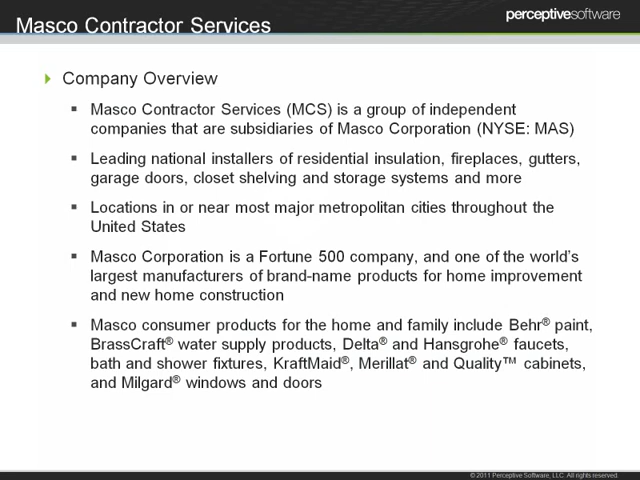 Masco Contractor Services
perceptivesoftware
Company Overview
▪ Masco Contractor Services (MCS) is a group of independent
companies that are subsidiaries of Masco Corporation (NYSE: MAS)
▪ Leading national installers of residential insulation, fireplaces, gutters,
garage doors, closet shelving and storage systems and more
▪ Locations in or near most major metropolitan cities throughout the
United States
▪ Masco Corporation is a Fortune 500 company, and one of the world's
largest manufacturers of brand-name products for home improvement
and new home construction
▪ Masco consumer products for the home and family include Behr® paint,
BrassCraft® water supply products, Delta® and Hansgrohe® faucets,
bath and shower fixtures, KraftMaid®, Merillat® and Quality™ cabinets,
and Milgard® windows and doors
© 2011 Perceptive Software, LLC. All rights reserved